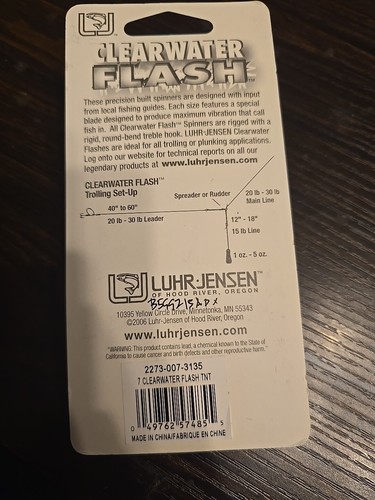 CLEARWATER
FLASH™
These precision built spinners are designed with input
from local fishing guides. Each size features a special
blade designed to produce maximum vibration that call
fish in. All Clearwater Flash™ Spinners are rigged with a
rigid, round-bend treble hook. LUHR-JENSEN Clearwater
Flashes are ideal for all trolling or plunking applications.
Log onto our website for technical reports on all our
legendary products at www.luhrjensen.com
CLEARWATER FLASH™
Trolling Set-Up
Spreader or Rudder
20 lb - 30 lb
Main Line
40" to 60"
20 lb - 30 lb Leader
12" - 18"
15 lb Line
1 oz. - 5 oz.
LUHR-JENSEN™
OF HOOD RIVER, OREGON
10395 Yellow Circle Drive, Minnetonka, MN 55343
©2006 Luhr-Jensen of Hood River, Oregon
www.luhrjensen.com
"WARNING: This product contains lead, a chemical known to the State of
California to cause cancer and birth defects and other reproductive harm."
2273-007-3135
7 CLEARWATER FLASH TNT
0 49762 57485 5
MADE IN CHINA/FABRIQUE EN CHINE